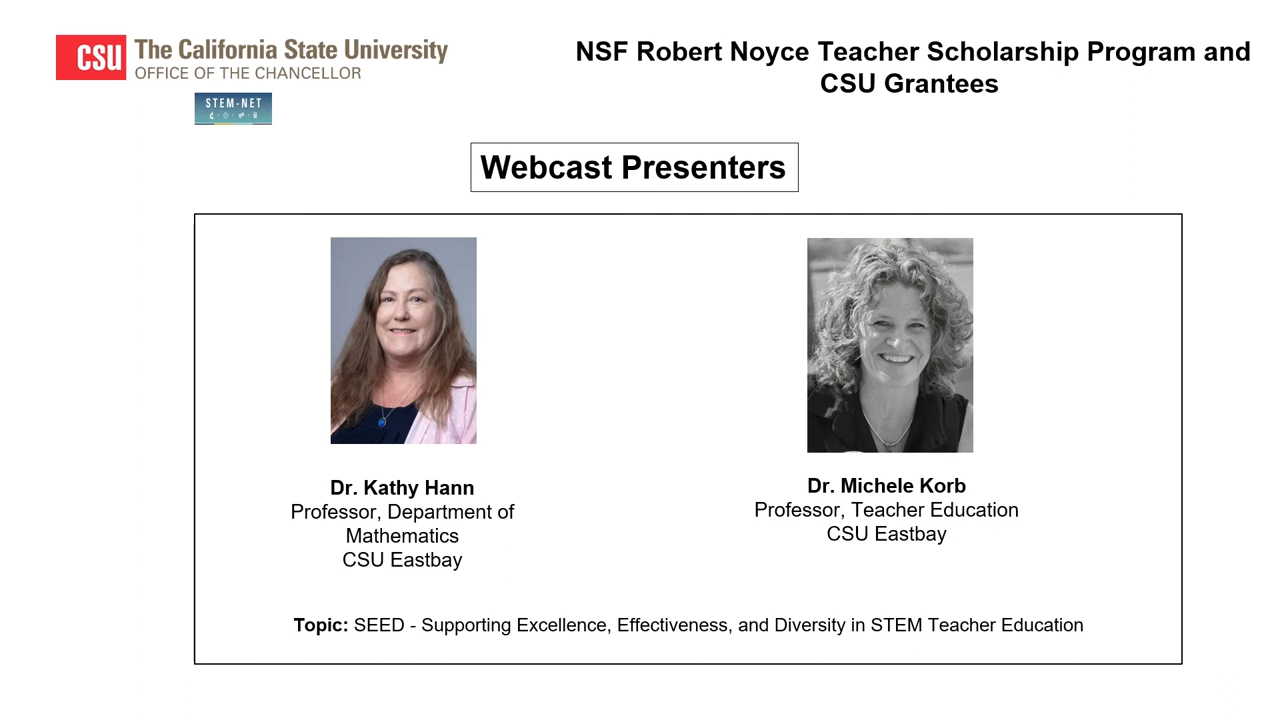 CSU The California State University
OFFICE OF THE CHANCELLOR
STEM-NET
NSF Robert Noyce Teacher Scholarship Program and
CSU Grantees
Webcast Presenters
Dr. Kathy Hann
Professor, Department of
Mathematics
CSU Eastbay
Dr. Michele Korb
Professor, Teacher Education
CSU Eastbay
Topic: SEED - Supporting Excellence, Effectiveness, and Diversity in STEM Teacher Education